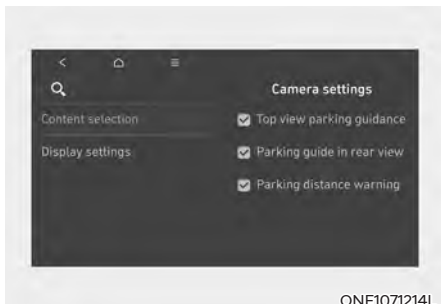 Camera settings
Content selection
Top view parking guidance
Display settings
Parking guide in rear view
Parking distance warning
ONE1071214L